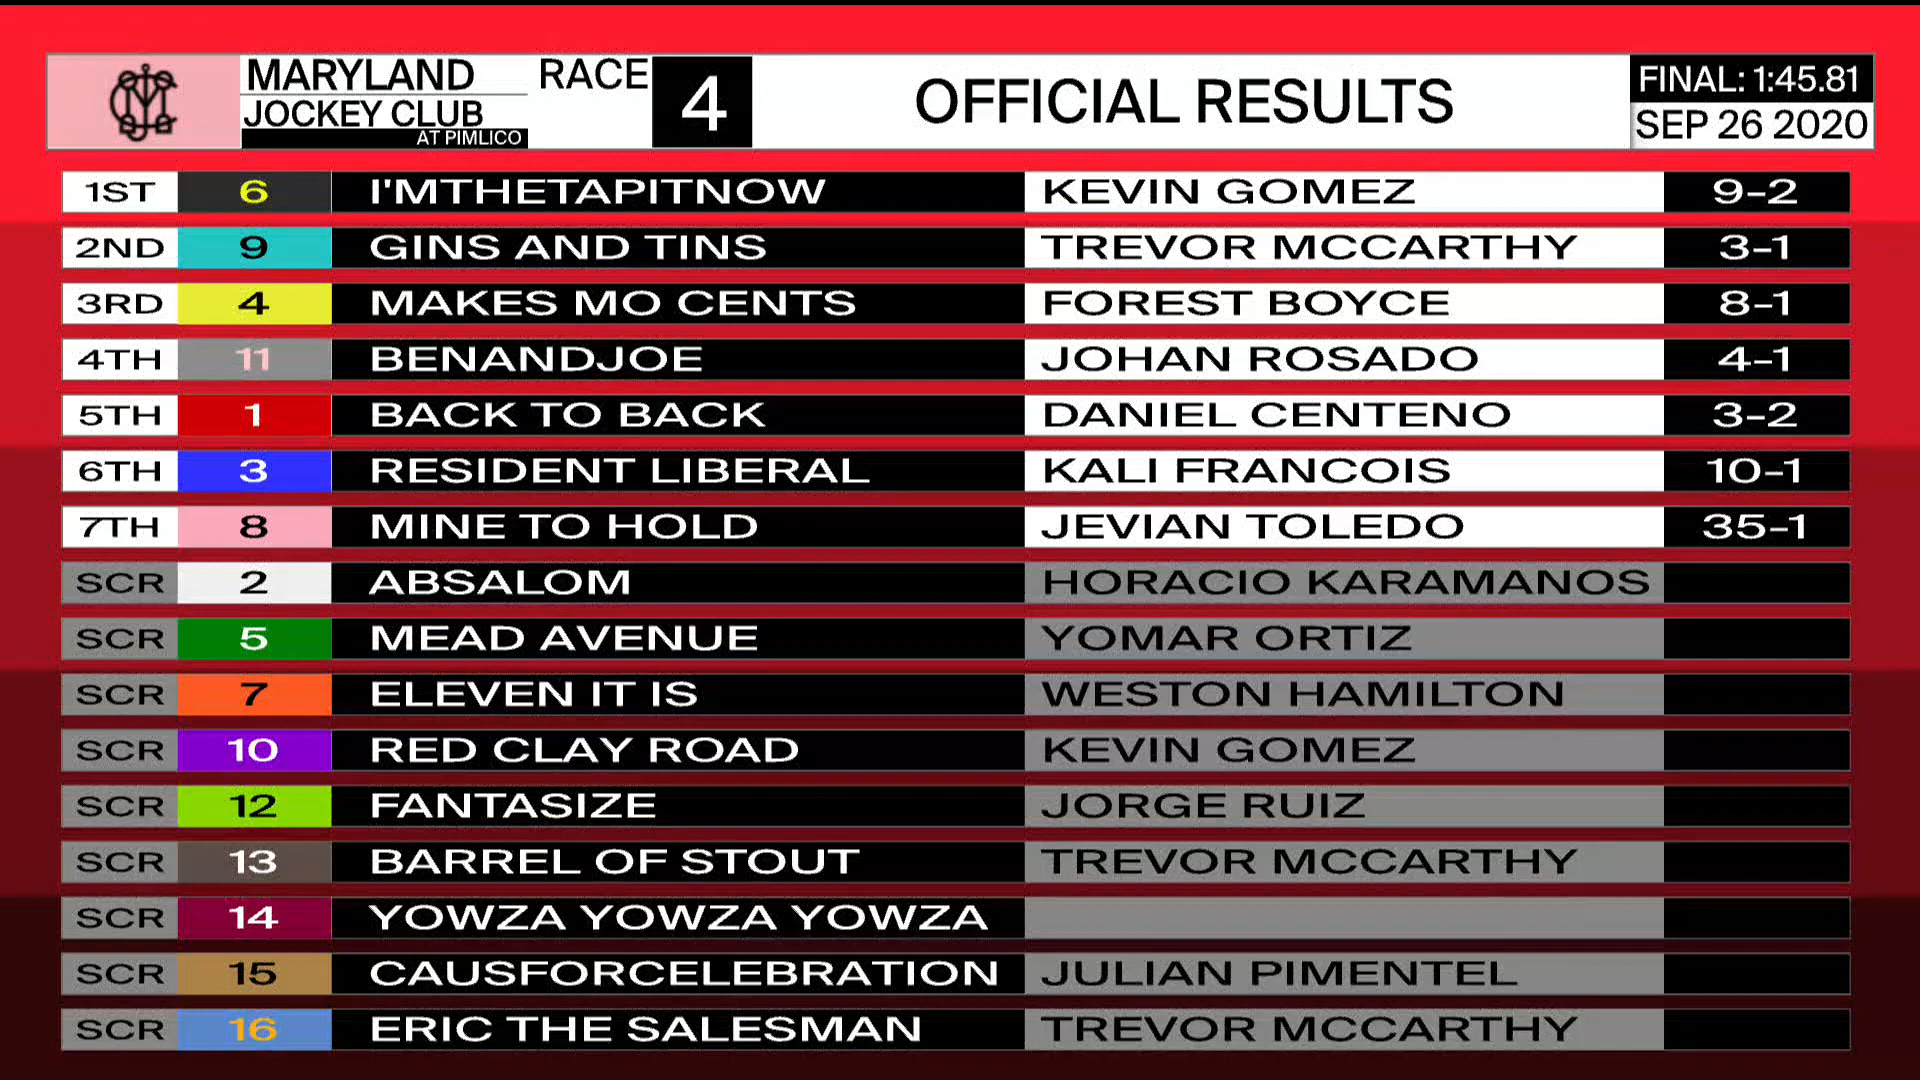 MARYLAND
JOCKEY CLUB
AT PIMLICO
RACE 4
OFFICIAL RESULTS
FINAL: 1:45.81
SEP 26 2020
1ST 6 I'MTHETAPITNOW KEVIN GOMEZ 9-2
2ND 9 GINS AND TINS TREVOR MCCARTHY 3-1
3RD 4 MAKES MO CENTS FOREST BOYCE 8-1
4TH 11 BENANDJOE JOHAN ROSADO 4-1
5TH 1 BACK TO BACK DANIEL CENTENO 3-2
6TH 3 RESIDENT LIBERAL KALI FRANCOIS 10-1
7TH 8 MINE TO HOLD JEVIAN TOLEDO 35-1
SCR 2 ABSALOM HORACIO KARAMANOS
SCR 5 MEAD AVENUE YOMAR ORTIZ
SCR 7 ELEVEN IT IS WESTON HAMILTON
SCR 10 RED CLAY ROAD KEVIN GOMEZ
SCR 12 FANTASIZE JORGE RUIZ
SCR 13 BARREL OF STOUT TREVOR MCCARTHY
SCR 14 YOWZA YOWZA YOWZA
SCR 15 CAUSFORCELEBRATION JULIAN PIMENTEL
SCR 16 ERIC THE SALESMAN TREVOR MCCARTHY